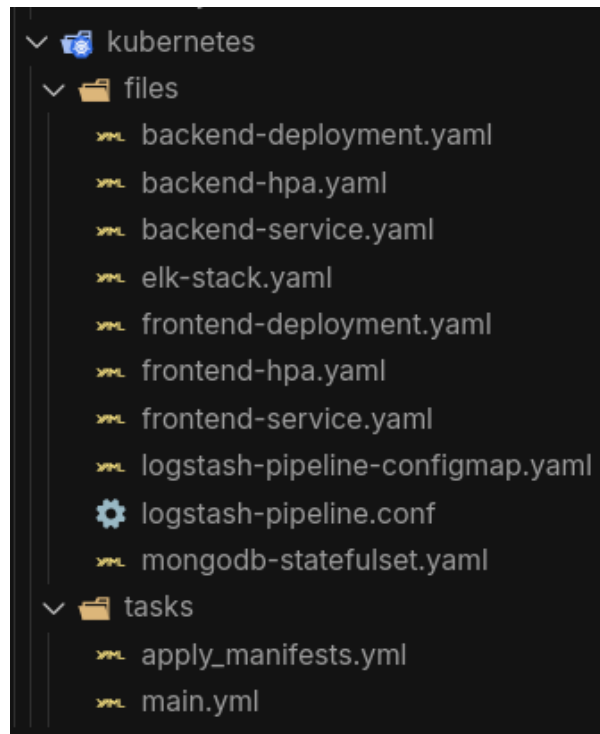 kubernetes
files
backend-deployment.yaml
backend-hpa.yaml
backend-service.yaml
elk-stack.yaml
frontend-deployment.yaml
frontend-hpa.yaml
frontend-service.yaml
logstash-pipeline-configmap.yaml
logstash-pipeline.conf
mongodb-statefulset.yaml
tasks
apply_manifests.yml
main.yml